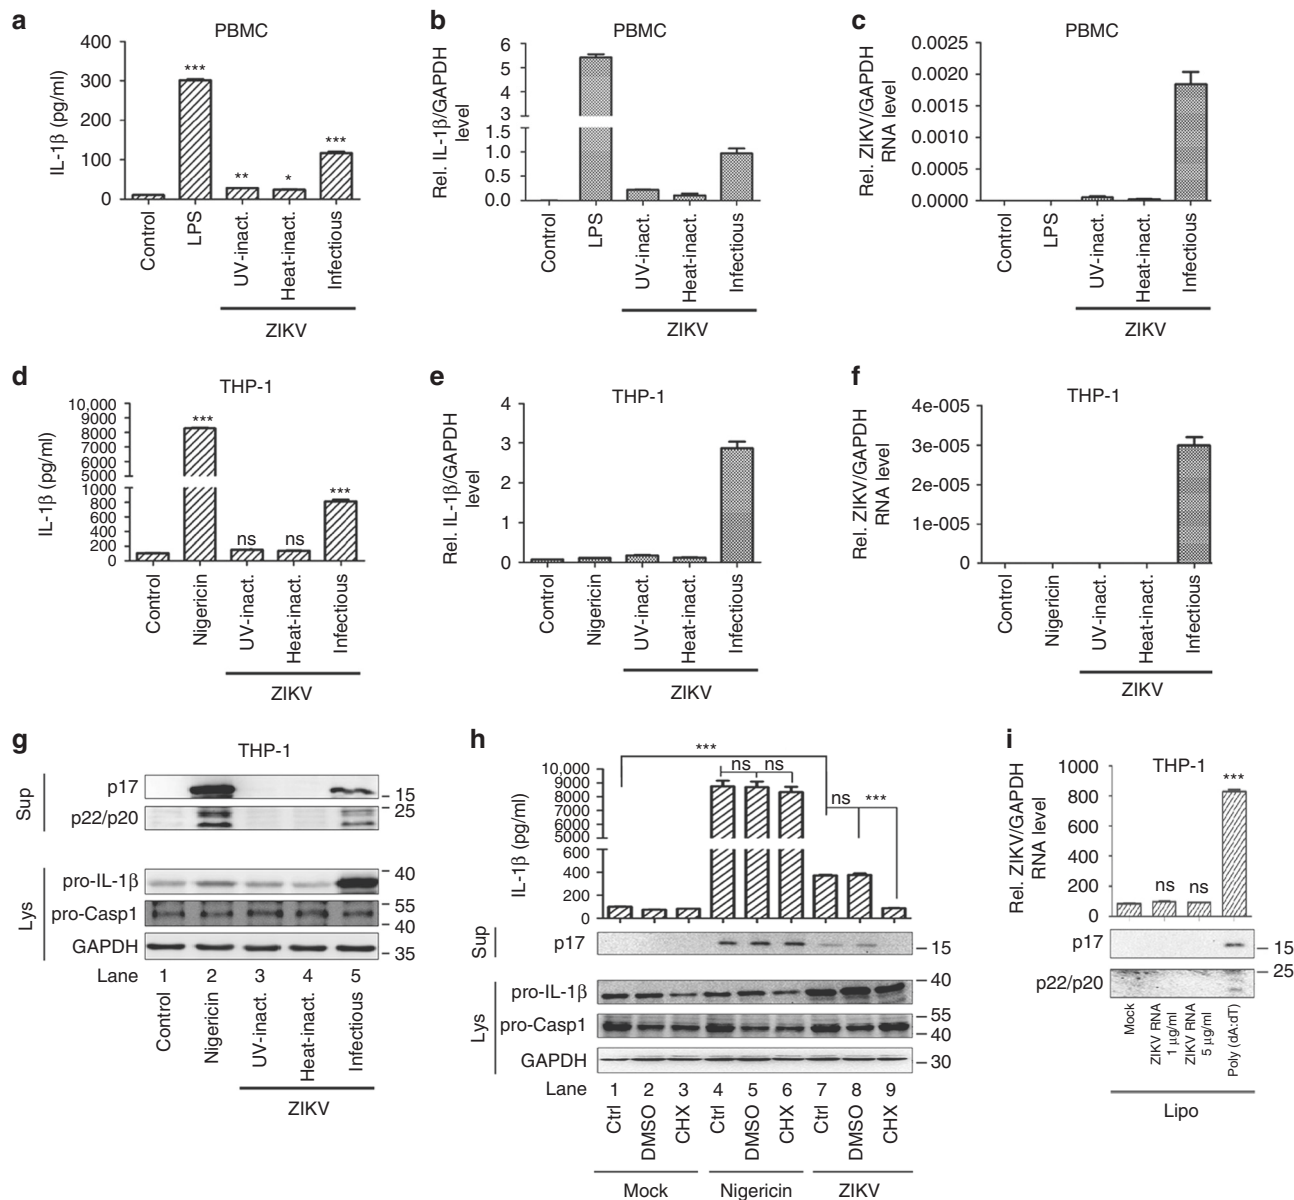 a
PBMC
IL-1β (pg/ml)
400
300
200
100
0
***
**
*
***
Control
LPS
UV-inact.
Heat-inact.
Infectious
ZIKV
b
PBMC
Rel. IL-1β/GAPDH
level
6
5
4
3
1.5
1.0
0.5
0.0
Control
LPS
UV-inact.
Heat-inact.
Infectious
ZIKV
c
PBMC
Rel. ZIKV/GAPDH
RNA level
0.0025
0.0020
0.0015
0.0010
0.0005
0.0000
Control
LPS
UV-inact.
Heat-inact.
Infectious
ZIKV
d
THP-1
IL-1β (pg/ml)
10,000
9000
8000
7000
6000
5000
1000
800
600
400
200
0
***
ns
ns
***
Control
Nigericin
UV-inact.
Heat-inact.
Infectious
ZIKV
e
THP-1
Rel. IL-1β/GAPDH
level
4
3
2
1
0
Control
Nigericin
UV-inact.
Heat-inact.
Infectious
ZIKV
f
THP-1
Rel. ZIKV/GAPDH
RNA level
4e-005
3e-005
2e-005
1e-005
0
Control
Nigericin
UV-inact.
Heat-inact.
Infectious
ZIKV
g
THP-1
Sup
p17
15
p22/p20
25
Lys
pro-IL-1β
40
pro-Casp1
55
40
GAPDH
35
Lane 1 2 3 4 5
Control
Nigericin
UV-inact.
Heat-inact.
Infectious
ZIKV
h
IL-1β (pg/ml)
10,000
9000
8000
7000
6000
5000
600
400
200
0
***
ns ns
ns ***
Sup
p17
15
Lys
pro-IL-1β
40
pro-Casp1
55
40
GAPDH
30
Lane 1 2 3 4 5 6 7 8 9
Ctrl
DMSO
CHX
Ctrl
DMSO
CHX
Ctrl
DMSO
CHX
Mock Nigericin ZIKV
i
THP-1
Rel. ZIKV/GAPDH
RNA level
1000
800
600
400
200
0
ns
ns
***
p17
15
p22/p20
25
Mock
ZIKV RNA
1 μg/ml
ZIKV RNA
5 μg/ml
Poly (dA:dT)
Lipo